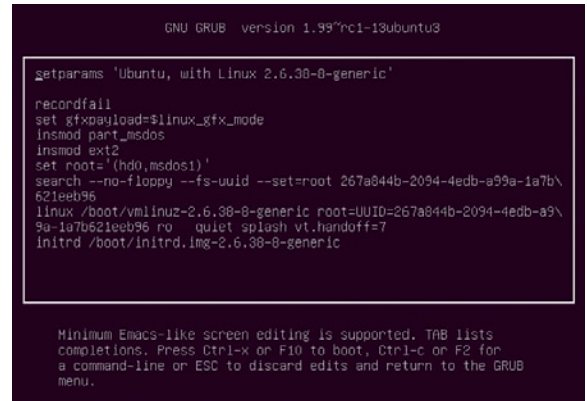 GNU GRUB  version 1.99~rc1-13ubuntu3
setparams 'Ubuntu, with Linux 2.6.38-8-generic'
recordfail
set gfxpayload=$linux_gfx_mode
insmod part_msdos
insmod ext2
set root='(hd0,msdos1)'
search --no-floppy --fs-uuid --set=root 267a844b-2094-4edb-a99a-1a7b\
621eeb96
linux /boot/vmlinuz-2.6.38-8-generic root=UUID=267a844b-2094-4edb-a9\
9a-1a7b621eeb96 ro   quiet splash vt.handoff=7
initrd /boot/initrd.img-2.6.38-8-generic
Minimum Emacs-like screen editing is supported. TAB lists
completions. Press Ctrl-x or F10 to boot, Ctrl-c or F2 for
a command-line or ESC to discard edits and return to the GRUB
menu.